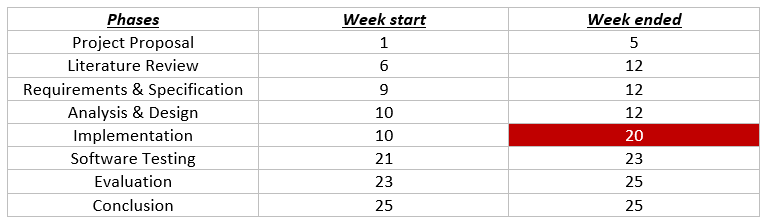 Phases Week start Week ended
Project Proposal 1 5
Literature Review 6 12
Requirements & Specification 9 12
Analysis & Design 10 12
Implementation 10 20
Software Testing 21 23
Evaluation 23 25
Conclusion 25 25